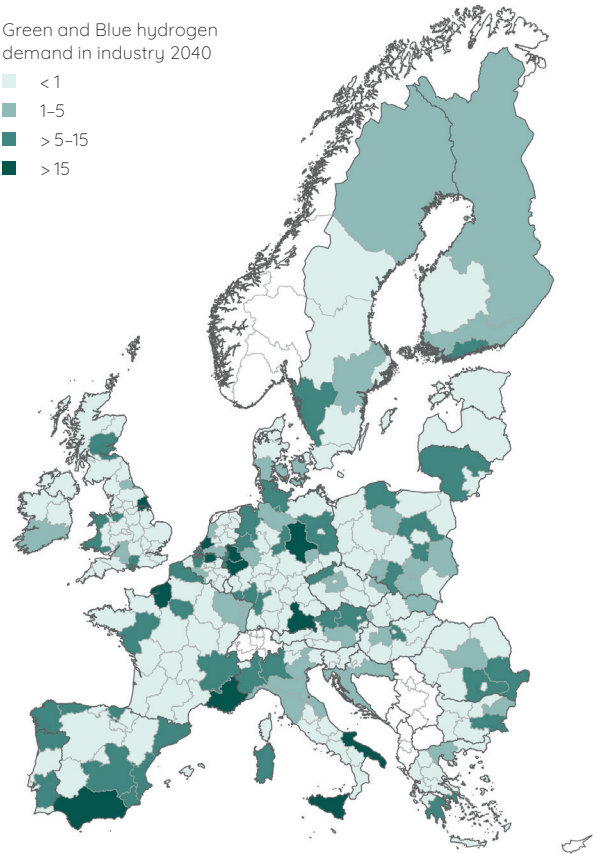 Green and Blue hydrogen
demand in industry 2040
< 1
1–5
> 5–15
> 15